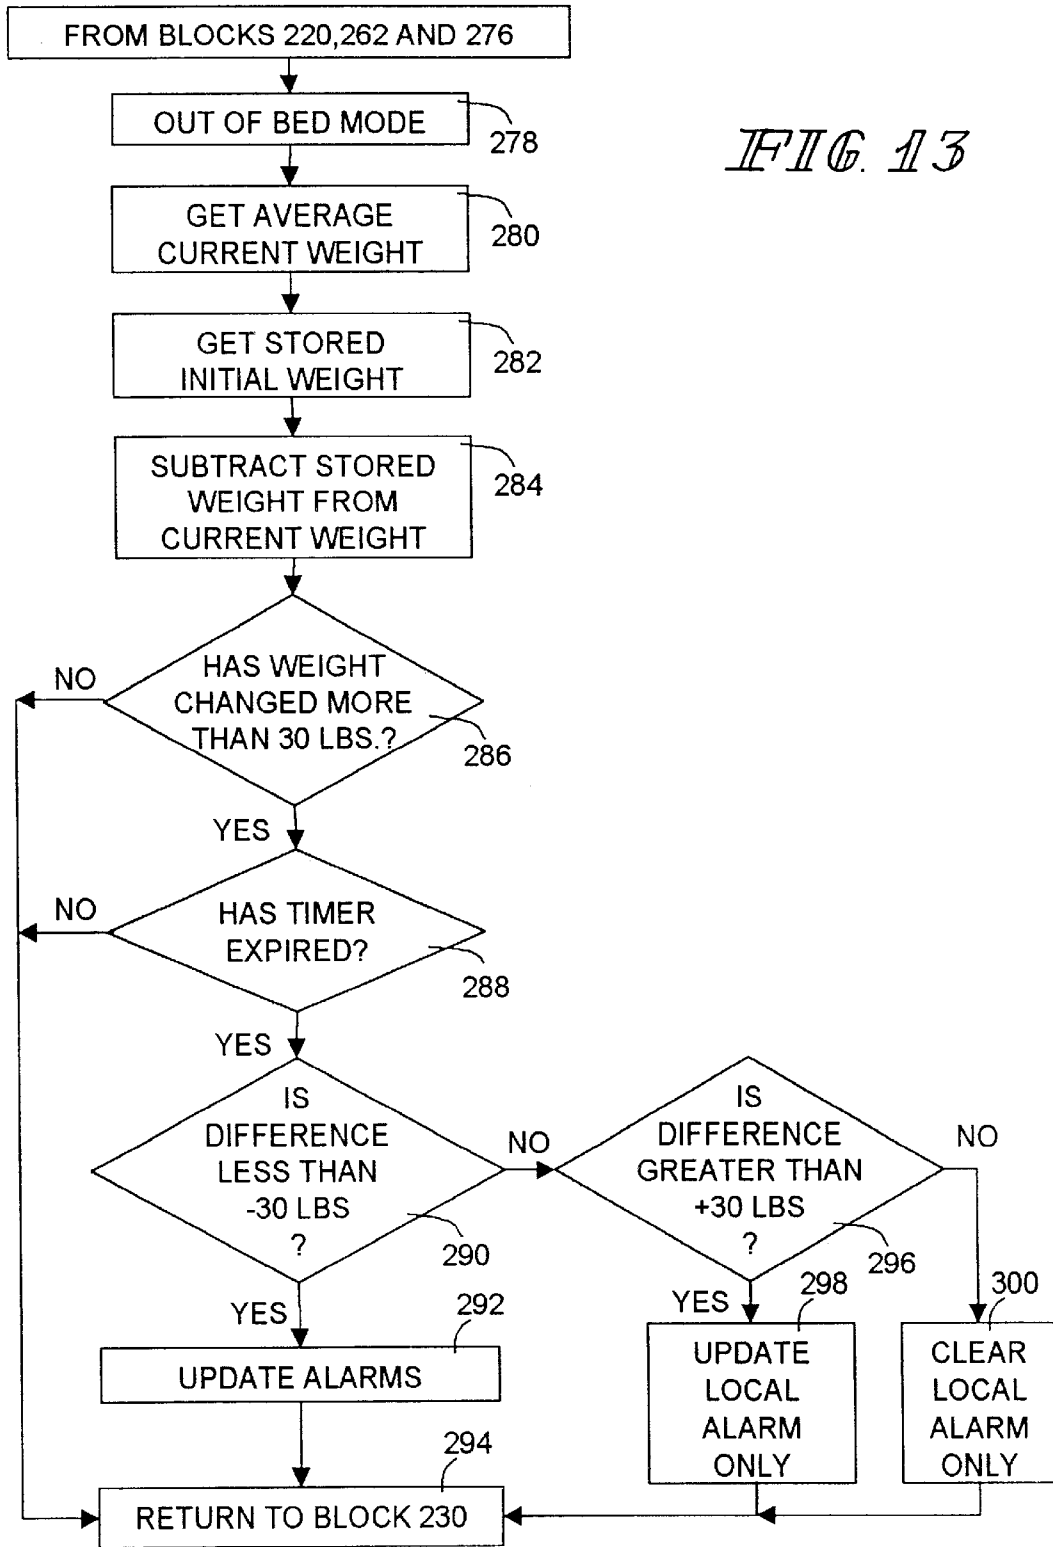 FROM BLOCKS 220,262 AND 276
OUT OF BED MODE
278
FIG. 13
GET AVERAGE
CURRENT WEIGHT
280
GET STORED
INITIAL WEIGHT
282
SUBTRACT STORED
WEIGHT FROM
CURRENT WEIGHT
284
NO
HAS WEIGHT
CHANGED MORE
THAN 30 LBS.?
286
YES
NO
HAS TIMER
EXPIRED?
288
YES
IS
DIFFERENCE
LESS THAN
-30 LBS
?
290
NO
IS
DIFFERENCE
GREATER THAN
+30 LBS
?
296
NO
YES
292
UPDATE ALARMS
YES
298
UPDATE
LOCAL
ALARM
ONLY
300
CLEAR
LOCAL
ALARM
ONLY
294
RETURN TO BLOCK 230